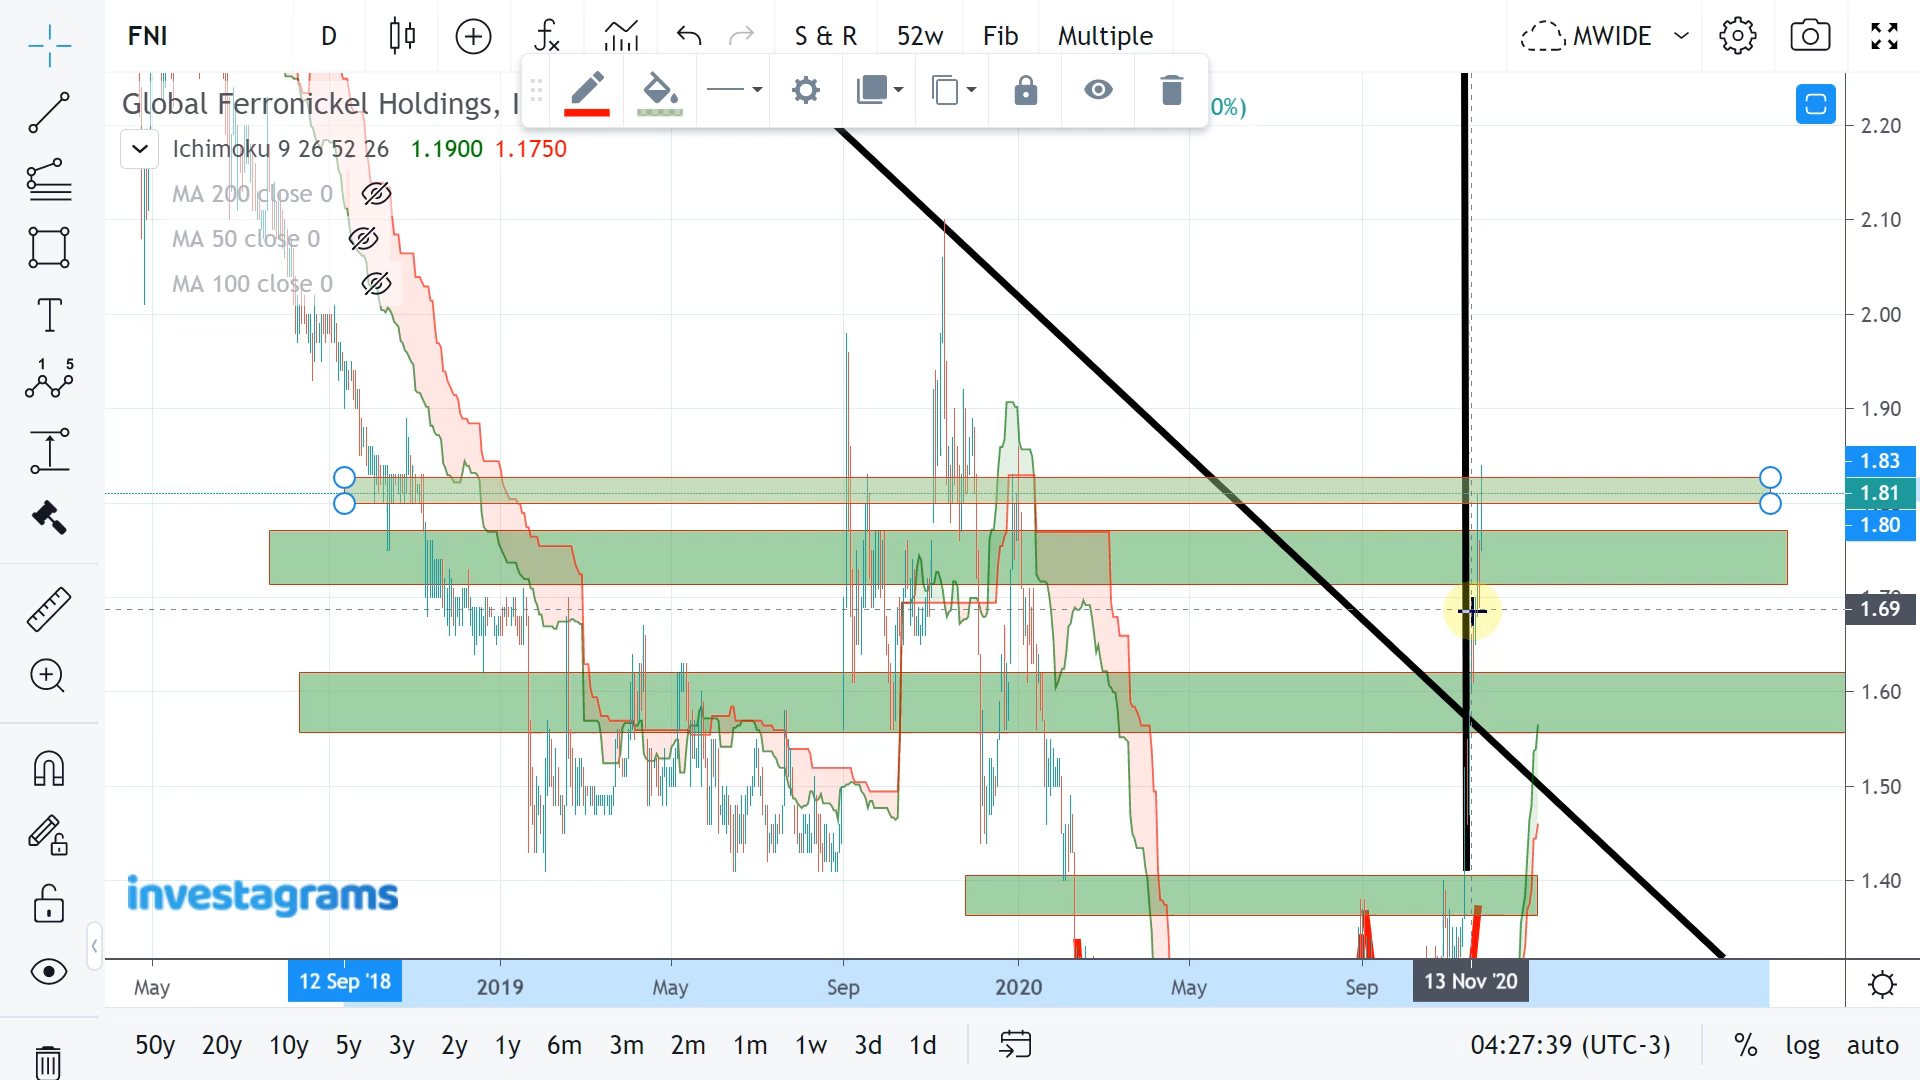 FNI D S & R 52w Fib Multiple MWIDE
Global Ferronickel Holdings, 0%)
Ichimoku 9 26 52 26 1.1900 1.1750
MA 200 close 0
MA 50 close 0
MA 100 close 0
1 5
2.20
2.10
2.00
1.90
1.83
1.81
1.80
1.69
1.60
1.50
1.40
investagrams
May 12 Sep '18 2019 May Sep 2020 May Sep 13 Nov '20
50y 20y 10y 5y 3y 2y 1y 6m 3m 2m 1m 1w 3d 1d 04:27:39 (UTC-3) % log auto